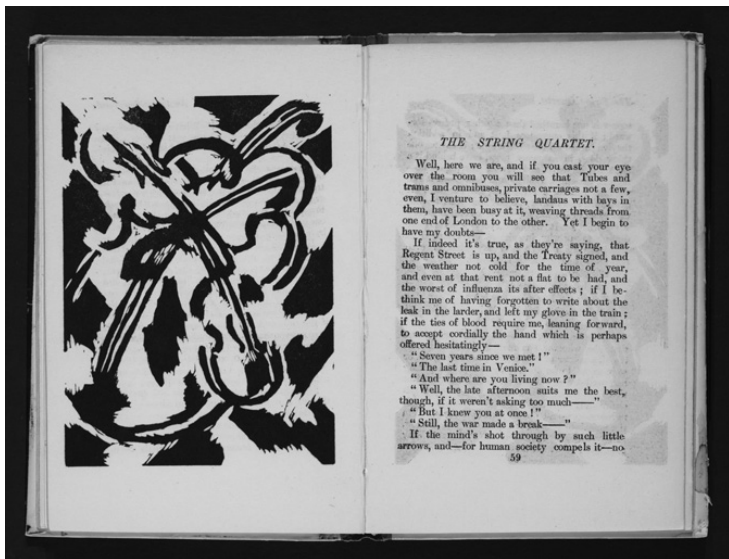 THE STRING QUARTET.
Well, here we are, and if you cast your eye
over the room you will see that Tubes and
trams and omnibuses, private carriages not a few,
even, I venture to believe, landaus with bays in
them, have been busy at it, weaving threads from
one end of London to the other. Yet I begin to
have my doubts—
If indeed it's true, as they're saying, that
Regent Street is up, and the Treaty signed, and
the weather not cold for the time of year,
and even at that rent not a flat to be had, and
the worst of influenza its after effects ; if I be-
think me of having forgotten to write about the
leak in the larder, and left my glove in the train ;
if the ties of blood require me, leaning forward,
to accept cordially the hand which is perhaps
offered hesitatingly—
“ Seven years since we met ! ”
“ The last time in Venice.”
“ And where are you living now ? ”
“ Well, the late afternoon suits me the best,
though, if it weren't asking too much——”
“ But I knew you at once ! ”
“ Still, the war made a break——”
If the mind's shot through by such little
arrows, and—for human society compels it—no
59